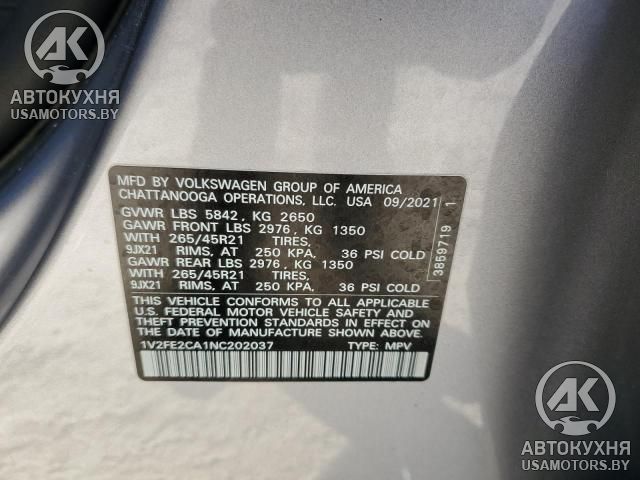 АК
АВТОКУХНЯ
USAMOTORS.BY
MFD BY VOLKSWAGEN GROUP OF AMERICA
CHATTANOOGA OPERATIONS, LLC. USA 09/2021
GVWR LBS 5842, KG 2650
GAWR FRONT LBS 2976, KG 1350
WITH 265/45R21 TIRES,
9JX21 RIMS, AT 250 KPA, 36 PSI COLD
GAWR REAR LBS 2976, KG 1350
WITH 265/45R21 TIRES,
9JX21 RIMS, AT 250 KPA, 36 PSI COLD
THIS VEHICLE CONFORMS TO ALL APPLICABLE
U.S. FEDERAL MOTOR VEHICLE SAFETY AND
THEFT PREVENTION STANDARDS IN EFFECT
ON THE DATE OF MANUFACTURE SHOWN ABOVE.
1V2FE2CA1NC202037 TYPE: MPV
3859719 1
АК
АВТОКУХНЯ
USAMOTORS.BY